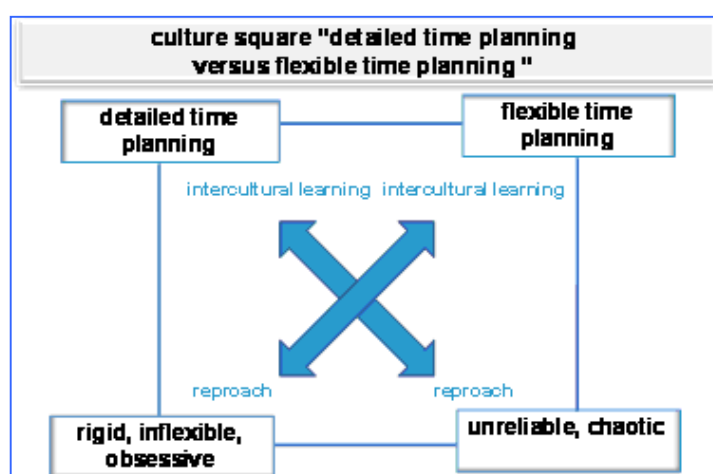 culture square "detailed time planning
versus flexible time planning "
detailed time
planning
flexible time
planning
intercultural learning
intercultural learning
reproach
reproach
rigid, inflexible,
obsessive
unreliable, chaotic